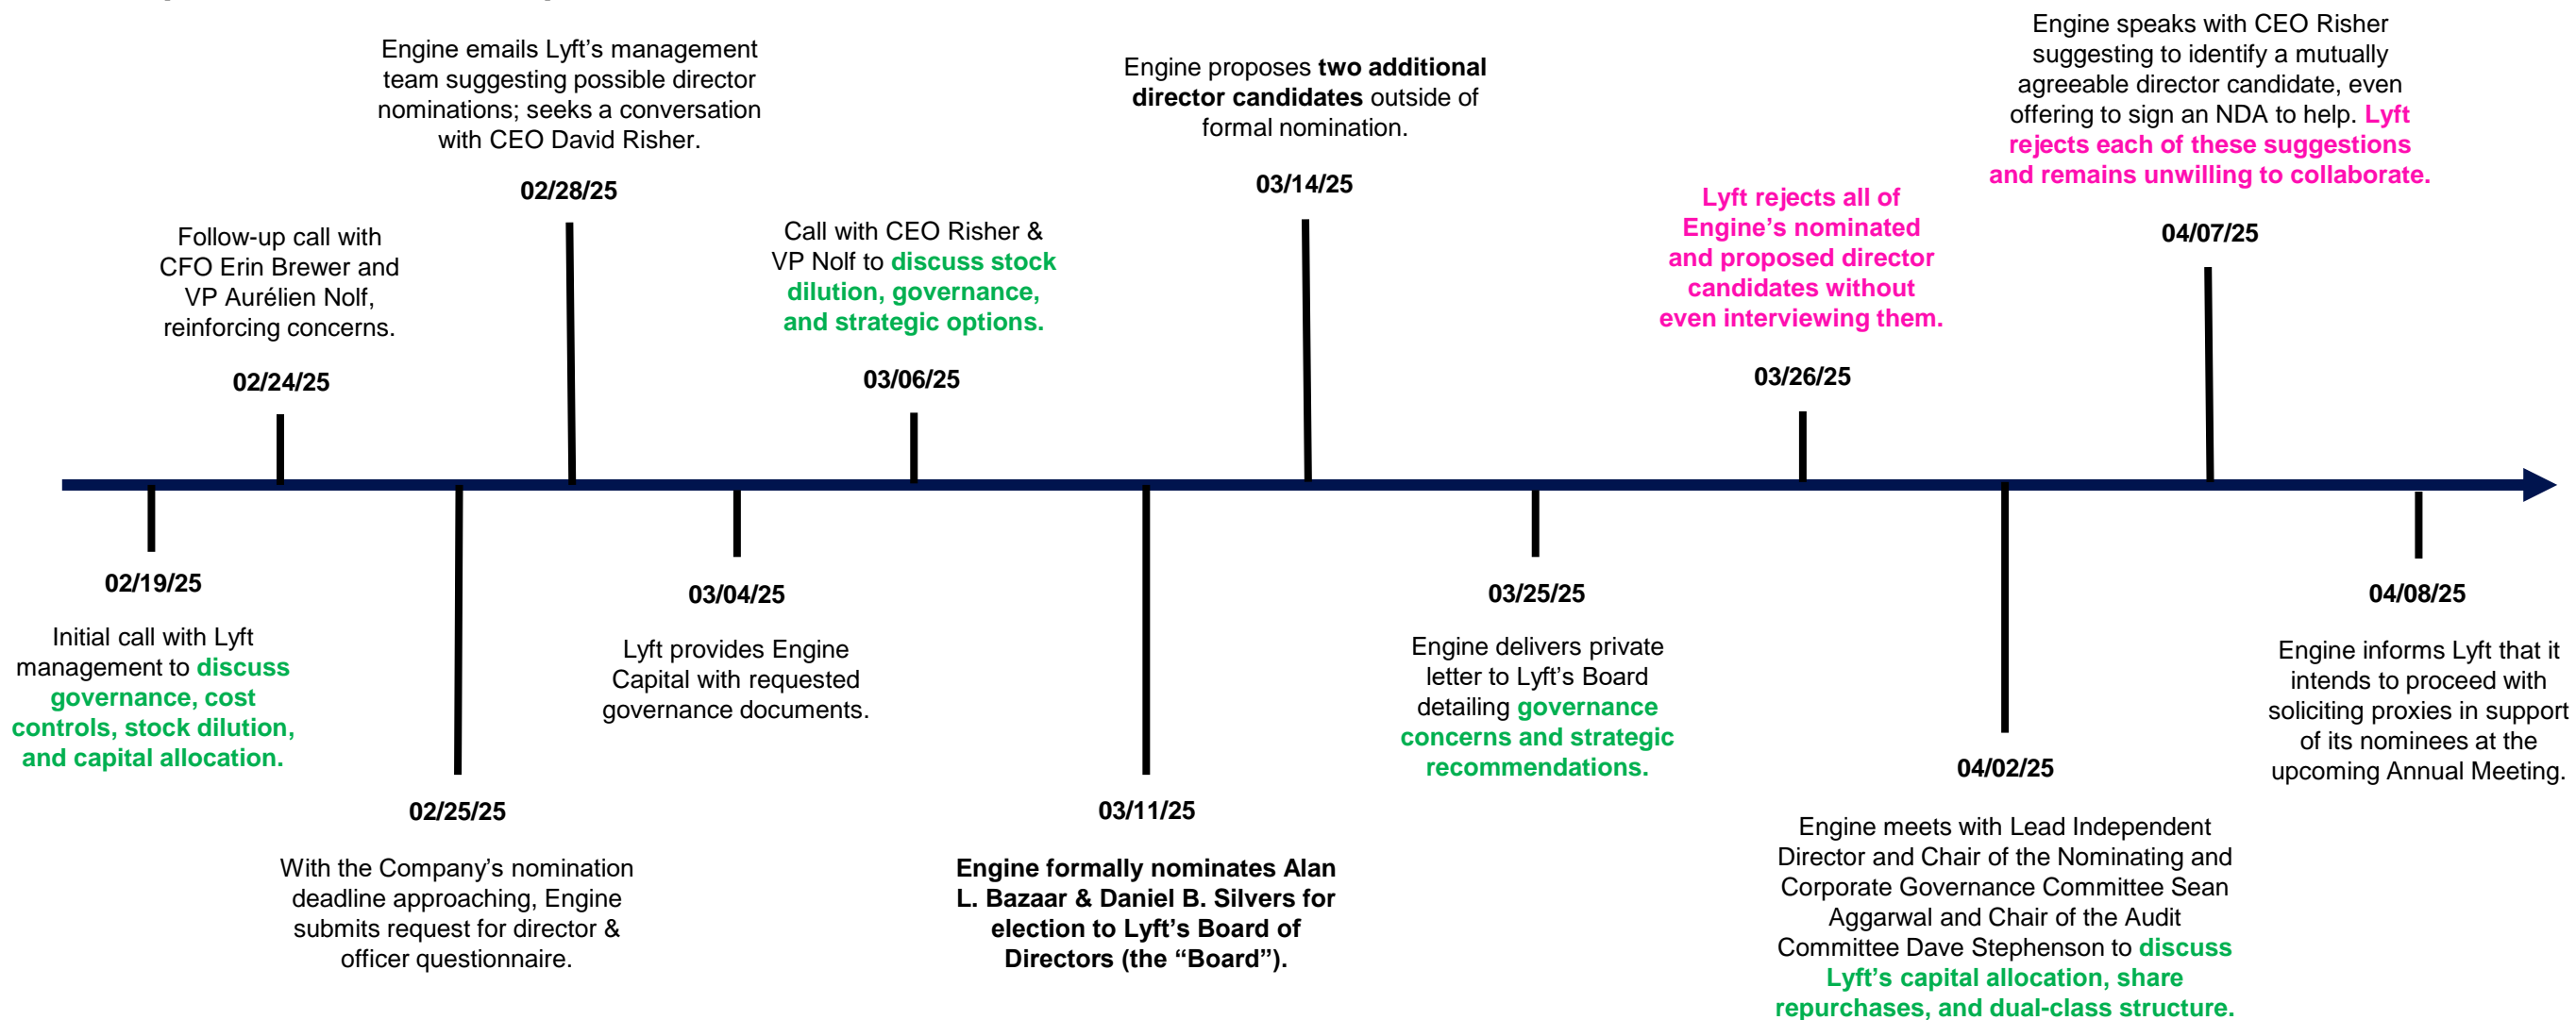 02/19/25
Initial call with Lyft
management to discuss
governance, cost
controls, stock dilution,
and capital allocation.
Follow-up call with
CFO Erin Brewer and
VP Aurélien Nolf,
reinforcing concerns.
02/24/25
02/25/25
With the Company’s nomination
deadline approaching, Engine
submits request for director &
officer questionnaire.
Engine emails Lyft’s management
team suggesting possible director
nominations; seeks a conversation
with CEO David Risher.
02/28/25
03/04/25
Lyft provides Engine
Capital with requested
governance documents.
Call with CEO Risher &
VP Nolf to discuss stock
dilution, governance,
and strategic options.
03/06/25
03/11/25
Engine formally nominates Alan
L. Bazaar & Daniel B. Silvers for
election to Lyft’s Board of
Directors (the “Board”).
Engine proposes two additional
director candidates outside of
formal nomination.
03/14/25
03/25/25
Engine delivers private
letter to Lyft’s Board
detailing governance
concerns and strategic
recommendations.
Lyft rejects all of
Engine’s nominated
and proposed director
candidates without
even interviewing them.
03/26/25
04/02/25
Engine meets with Lead Independent
Director and Chair of the Nominating and
Corporate Governance Committee Sean
Aggarwal and Chair of the Audit
Committee Dave Stephenson to discuss
Lyft’s capital allocation, share
repurchases, and dual-class structure.
Engine speaks with CEO Risher
suggesting to identify a mutually
agreeable director candidate, even
offering to sign an NDA to help. Lyft
rejects each of these suggestions
and remains unwilling to collaborate.
04/07/25
04/08/25
Engine informs Lyft that it
intends to proceed with
soliciting proxies in support
of its nominees at the
upcoming Annual Meeting.